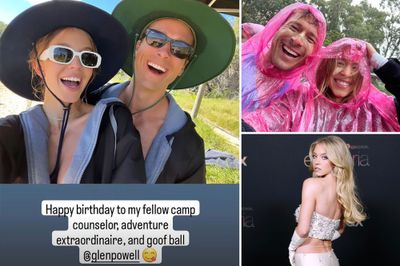 Happy birthday to my fellow camp
counselor, adventure
extraordinaire, and goof ball
@glenpowell 😋